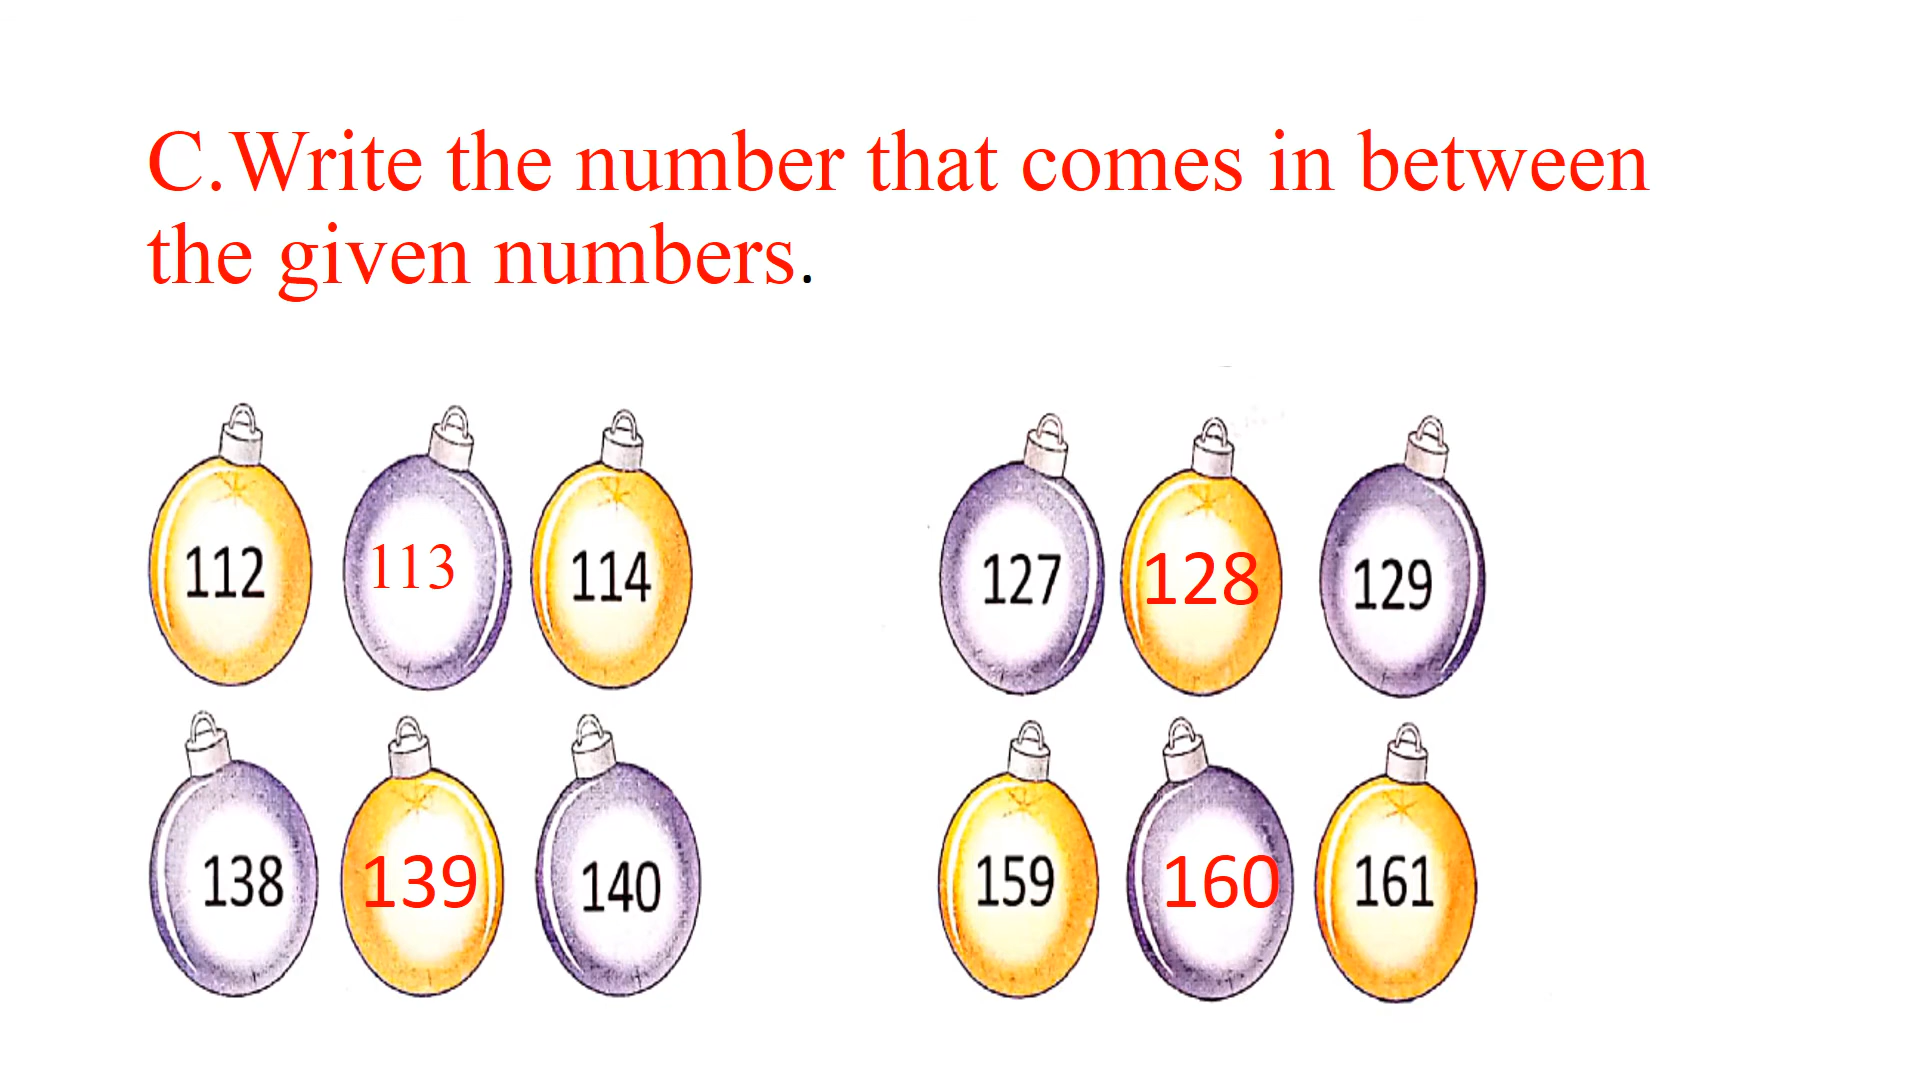 C.Write the number that comes in between
the given numbers.
112 113 114 127 128 129
138 139 140 159 160 161